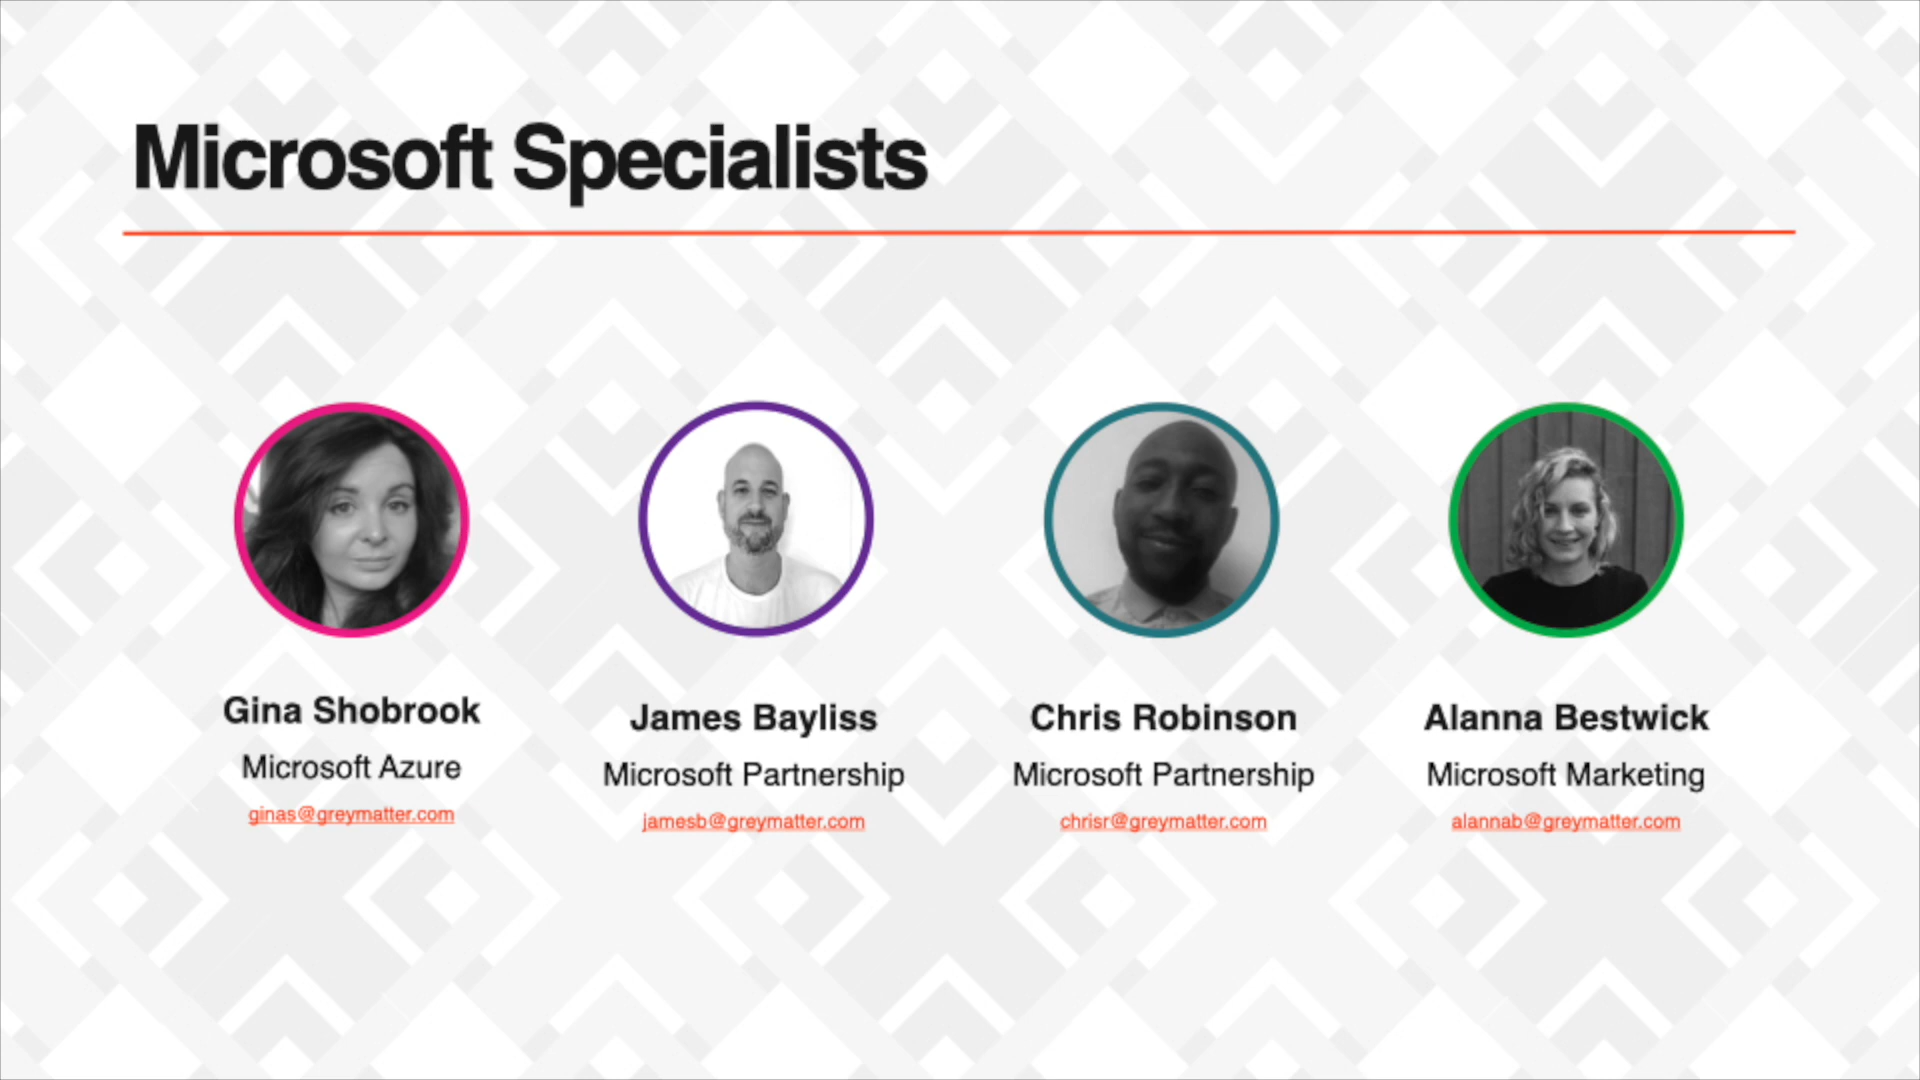 Microsoft Specialists
Gina Shobrook
Microsoft Azure
ginas@greymatter.com
James Bayliss
Microsoft Partnership
jamesb@greymatter.com
Chris Robinson
Microsoft Partnership
chrisr@greymatter.com
Alanna Bestwick
Microsoft Marketing
alannab@greymatter.com